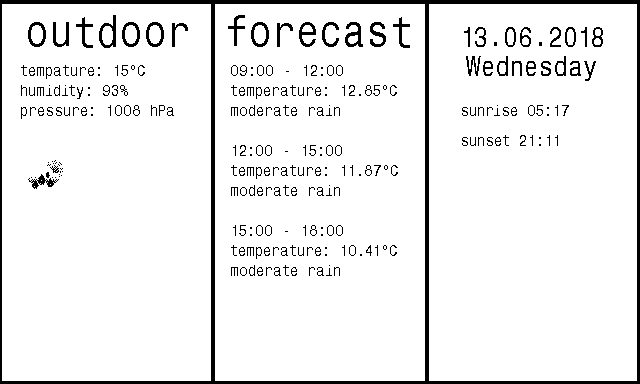 outdoor
tempature: 15°C
humidity: 93%
pressure: 1008 hPa
forecast
09:00 - 12:00
temperature: 12.85°C
moderate rain
12:00 - 15:00
temperature: 11.87°C
moderate rain
15:00 - 18:00
temperature: 10.41°C
moderate rain
13.06.2018
Wednesday
sunrise 05:17
sunset 21:11